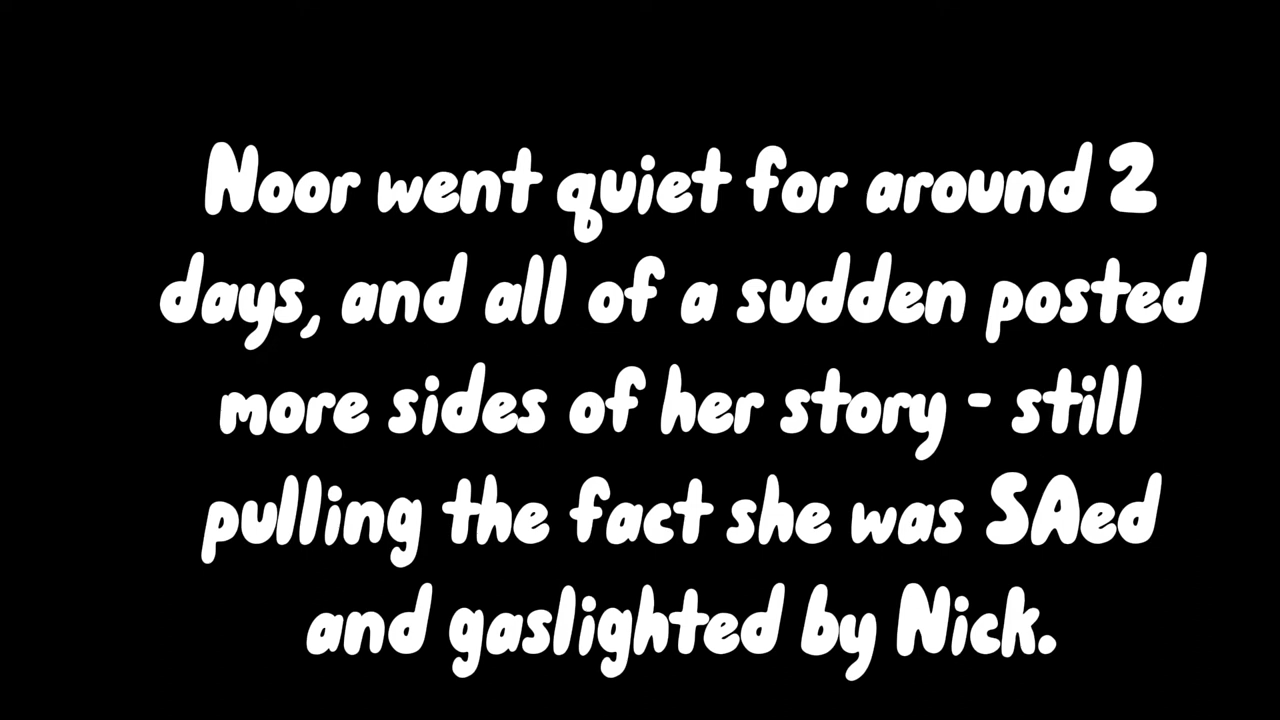 Noor went quiet for around 2
days, and all of a sudden posted
more sides of her story - still
pulling the fact she was SAed
and gaslighted by Nick.